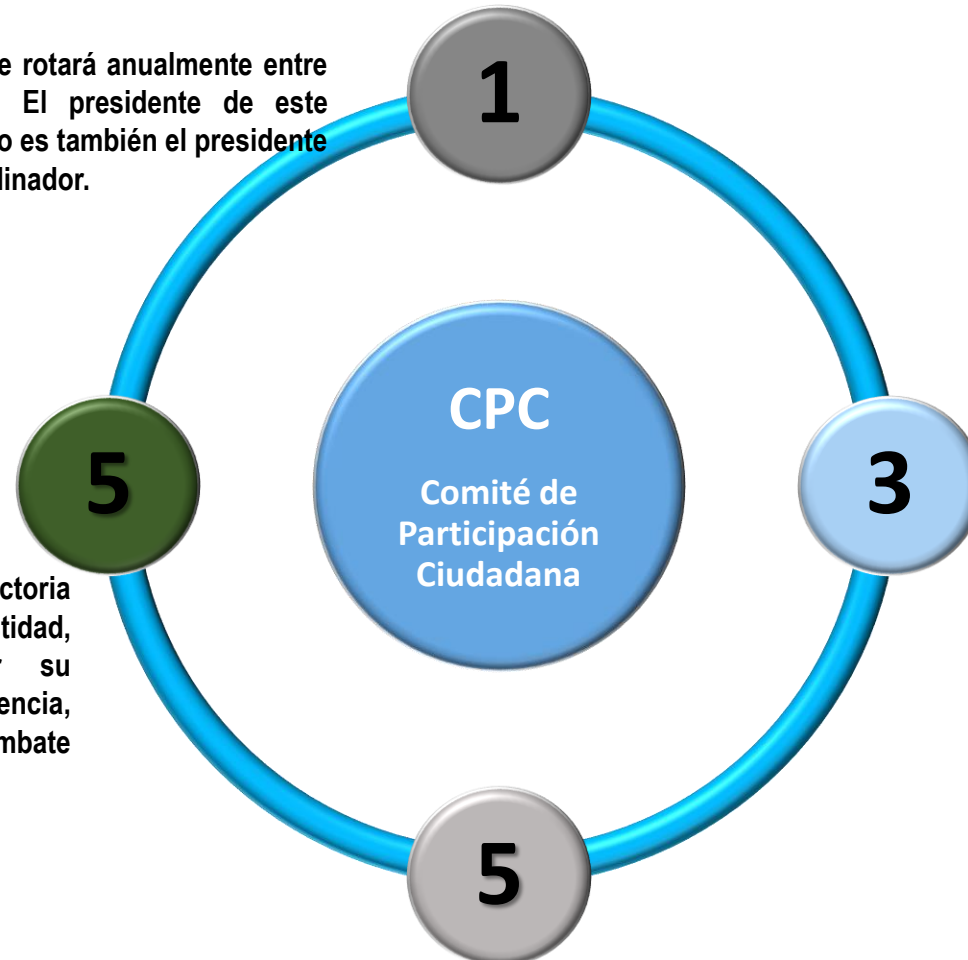 e rotará anualmente entre
El presidente de este
o es también el presidente
linador.
1
CPC
Comité de
Participación
Ciudadana
5
3
ctoria
tidad,
r su
encia,
mbate
5